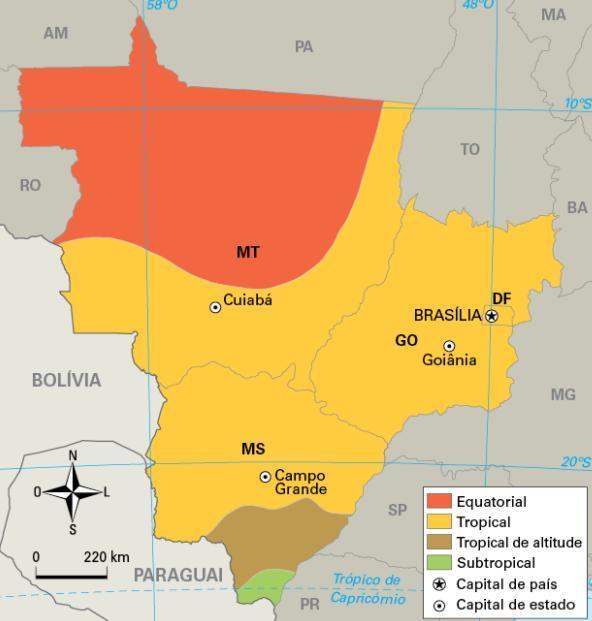 58°O
48°O
MA
AM
PA
10°S
TO
RO
BA
MT
Cuiabá
DF
BRASÍLIA
GO
Goiânia
BOLÍVIA
MG
MS
N
20°S
Campo
Grande
O
L
S
SP
0
220 km
PARAGUAI
Trópico de
Capricórnio
PR
Equatorial
Tropical
Tropical de altitude
Subtropical
Capital de país
Capital de estado